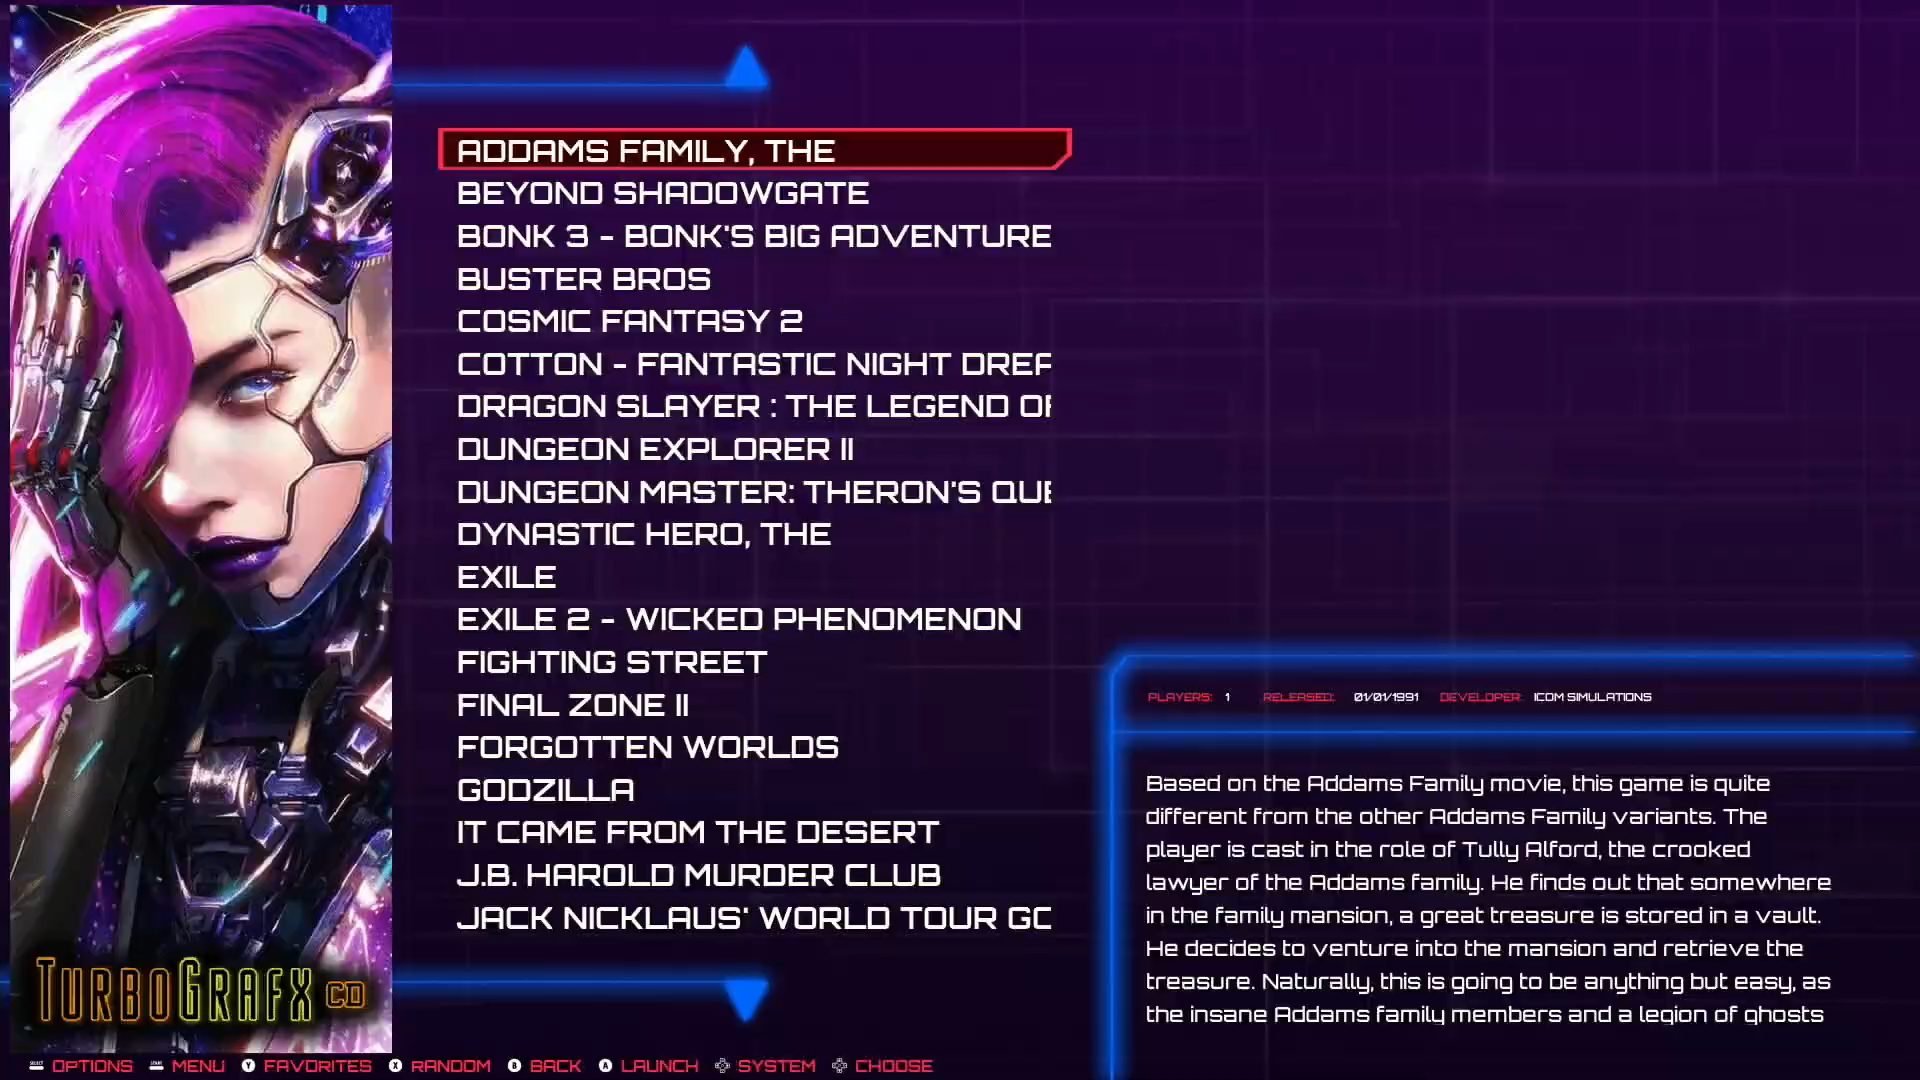 ADDAMS FAMILY, THE
BEYOND SHADOWGATE
BONK 3 - BONK'S BIG ADVENTURE
BUSTER BROS
COSMIC FANTASY 2
COTTON - FANTASTIC NIGHT
DRAGON SLAYER : THE LEGEND
DUNGEON EXPLORER II
DUNGEON MASTER: THERON'S
DYNASTIC HERO, THE
EXILE
EXILE 2 - WICKED PHENOMENON
FIGHTING STREET
FINAL ZONE II
FORGOTTEN WORLDS
GODZILLA
IT CAME FROM THE DESERT
J.B. HAROLD MURDER CLUB
JACK NICKLAUS' WORLD TOUR
PLAYERS: 1 RELEASED: 01/01/1991 DEVELOPER: ICOM SIMULATIONS
Based on the Addams Family movie, this game is quite
different from the other Addams Family variants. The
player is cast in the role of Tully Alford, the crooked
lawyer of the Addams family. He finds out that somewhere
in the family mansion, a great treasure is stored in a vault.
He decides to venture into the mansion and retrieve the
treasure. Naturally, this is going to be anything but easy, as
the insane Addams family members and a legion of ghosts
TURBOGRAFX CD
SELECT OPTIONS START MENU Y FAVORITES X RANDOM B BACK A LAUNCH SYSTEM CHOOSE